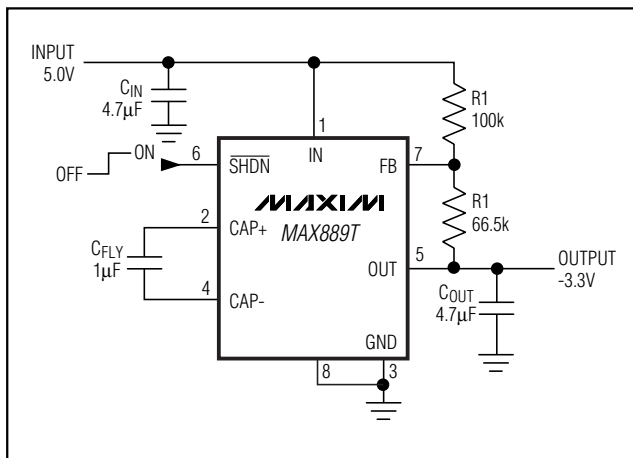 INPUT
5.0V
CIN
4.7μF
R1
100k
1
IN
OFF
ON
6
SHDN
FB
7
MAXIM
MAX889T
R1
66.5k
2
CAP+
CFLY
1μF
5
OUT
OUTPUT
-3.3V
4
CAP-
COUT
4.7μF
GND
8
3